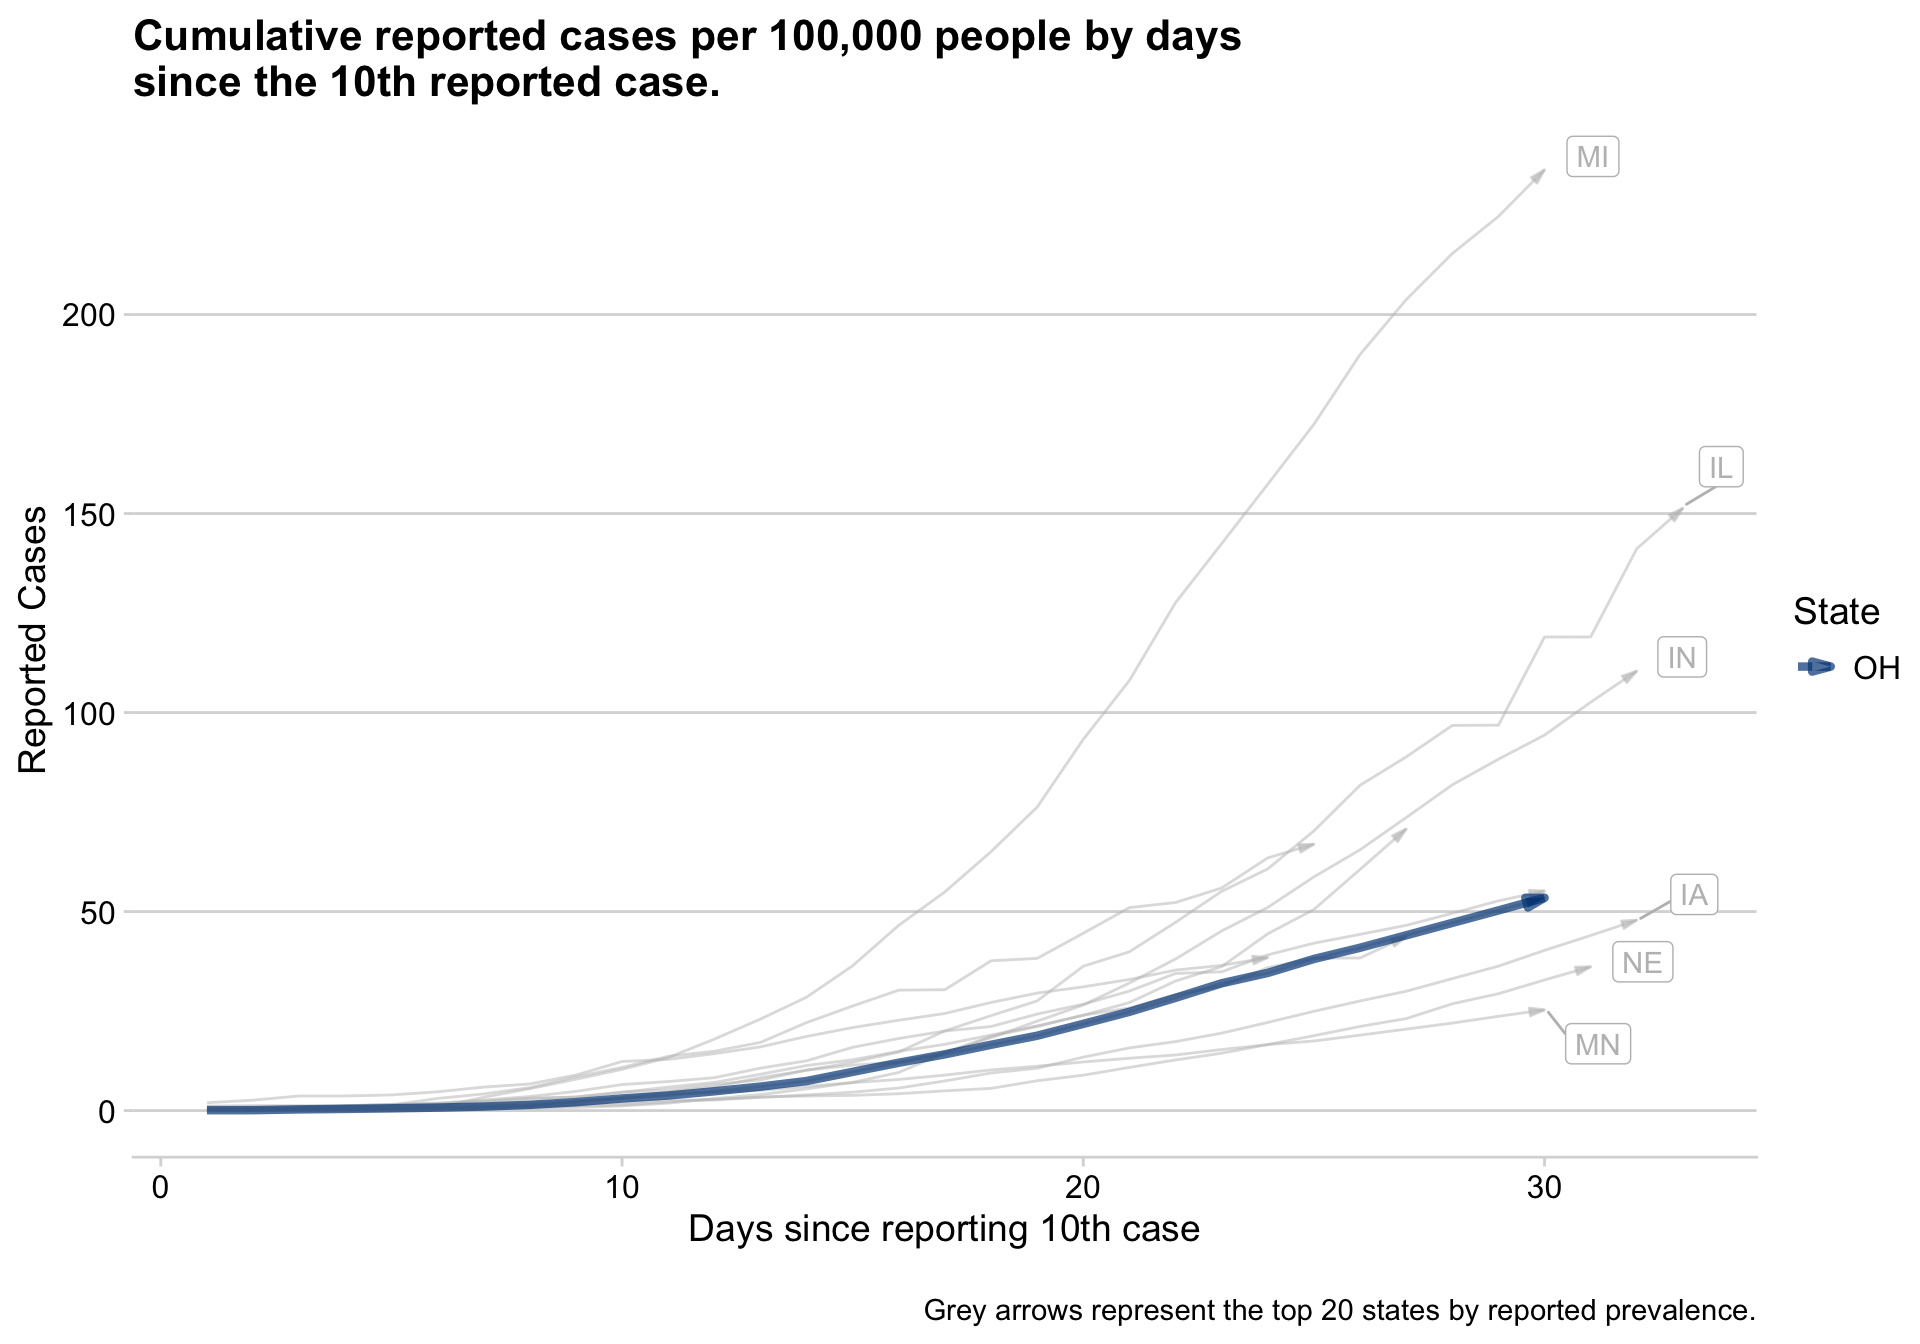 Cumulative reported cases per 100,000 people by days
since the 10th reported case.
MI
200
IL
150
IN
100
IA
50
NE
MN
0
Reported Cases
State
OH
0 10 20 30
Days since reporting 10th case
Grey arrows represent the top 20 states by reported prevalence.